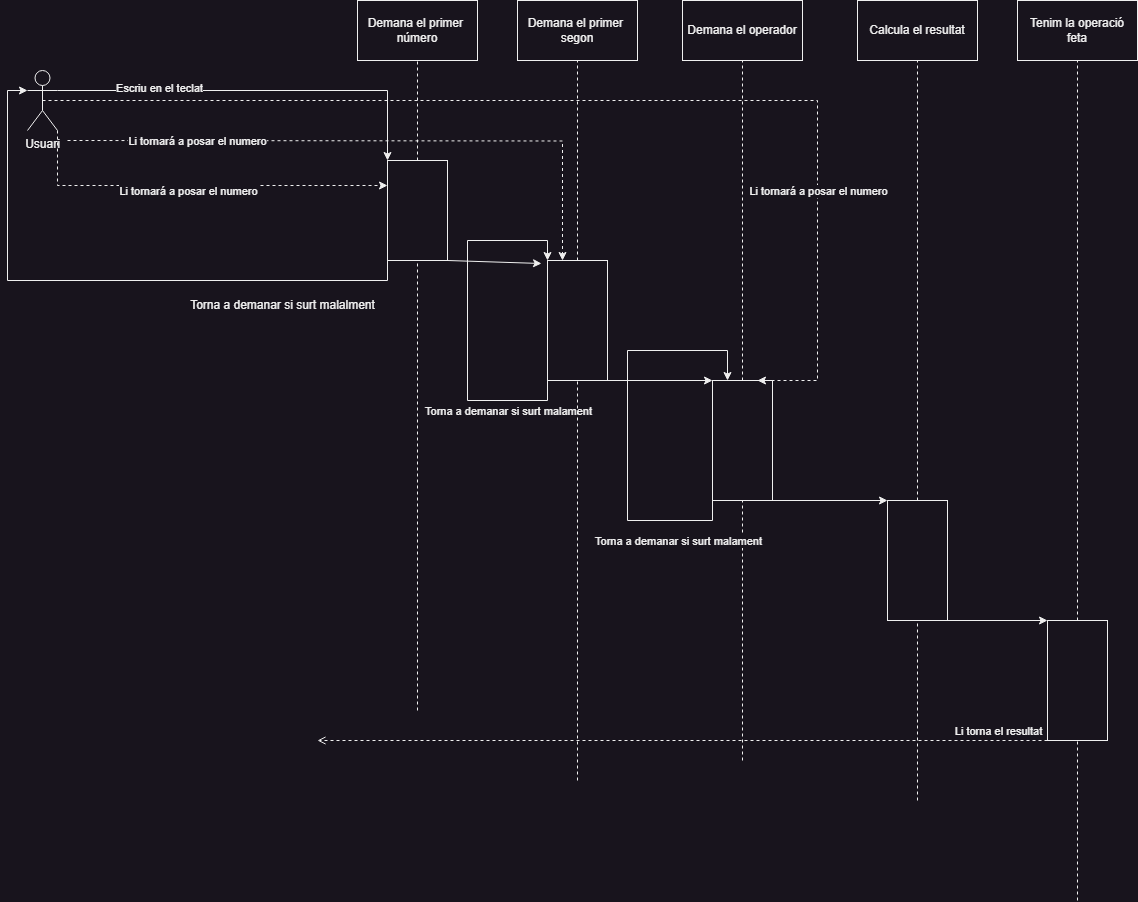 Demana el primer
número
Demana el primer
segon
Demana el operador
Calcula el resultat
Tenim la operació
feta
Escriu en el teclat
Usuari
Li tornará a posar el numero
Li tornará a posar el numero
Li tornará a posar el numero
Torna a demanar si surt malalment
Torna a demanar si surt malament
Torna a demanar si surt malament
Li torna el resultat